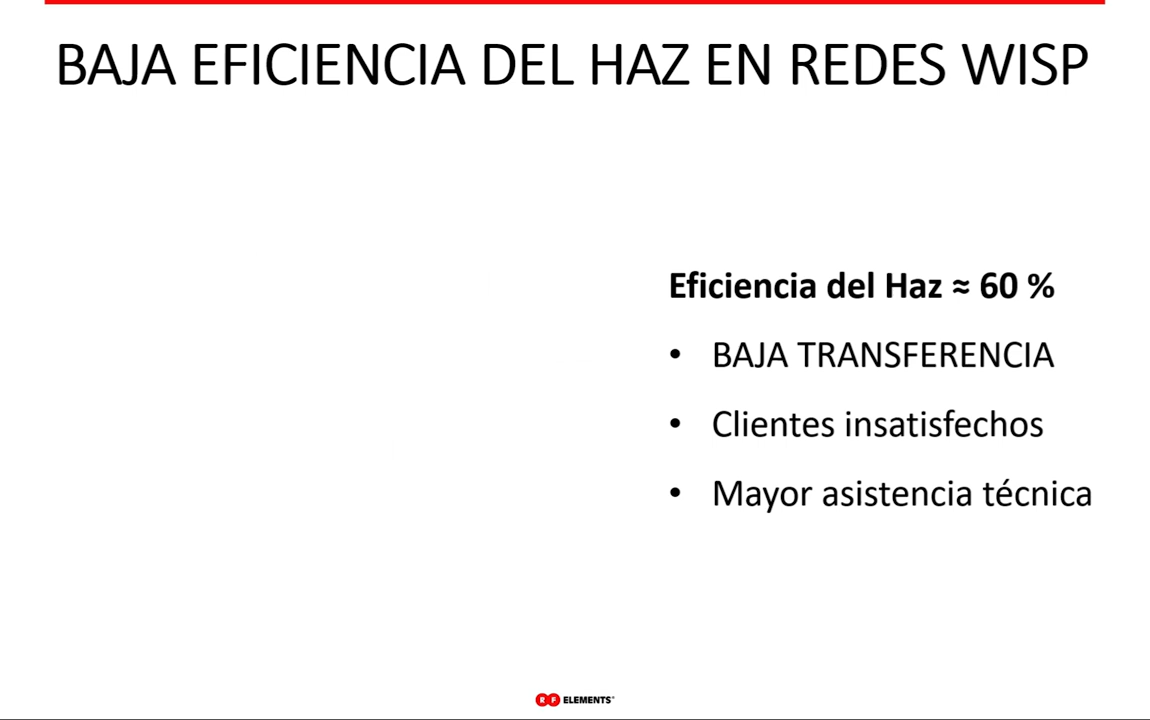 BAJA EFICIENCIA DEL HAZ EN REDES WISP
Eficiencia del Haz ≈ 60 %
• BAJA TRANSFERENCIA
• Clientes insatisfechos
• Mayor asistencia técnica
RF ELEMENTS